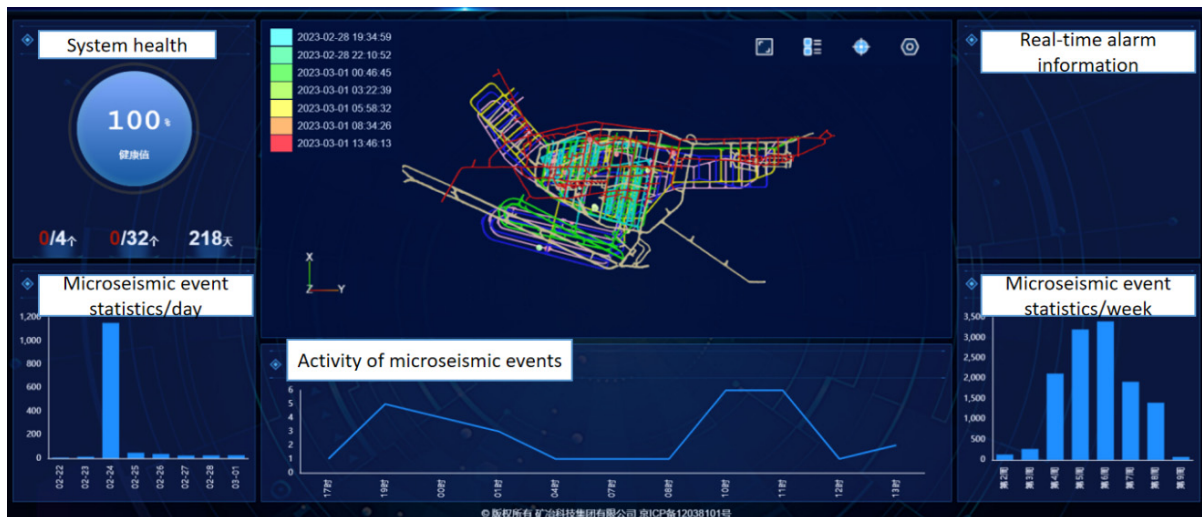 System health
100 %
健康值
0/4个 0/32个 218天
2023-02-28 19:34:59
2023-02-28 22:10:52
2023-03-01 00:46:45
2023-03-01 03:22:39
2023-03-01 05:58:32
2023-03-01 08:34:26
2023-03-01 13:46:13
X
Z Y
Real-time alarm
information
Microseismic event
statistics/day
1,200
1,000
800
600
400
200
0
02-22
02-23
02-24
02-25
02-26
02-27
02-28
03-01
Activity of microseismic events
6
5
4
3
2
1
0
17时
19时
00时
01时
04时
07时
08时
10时
11时
12时
13时
Microseismic event
statistics/week
3,500
3,000
2,500
2,000
1,500
1,000
500
0
第2周
第3周
第4周
第5周
第6周
第7周
第8周
第9周
© 版权所有 矿冶科技集团有限公司 京ICP备12038101号